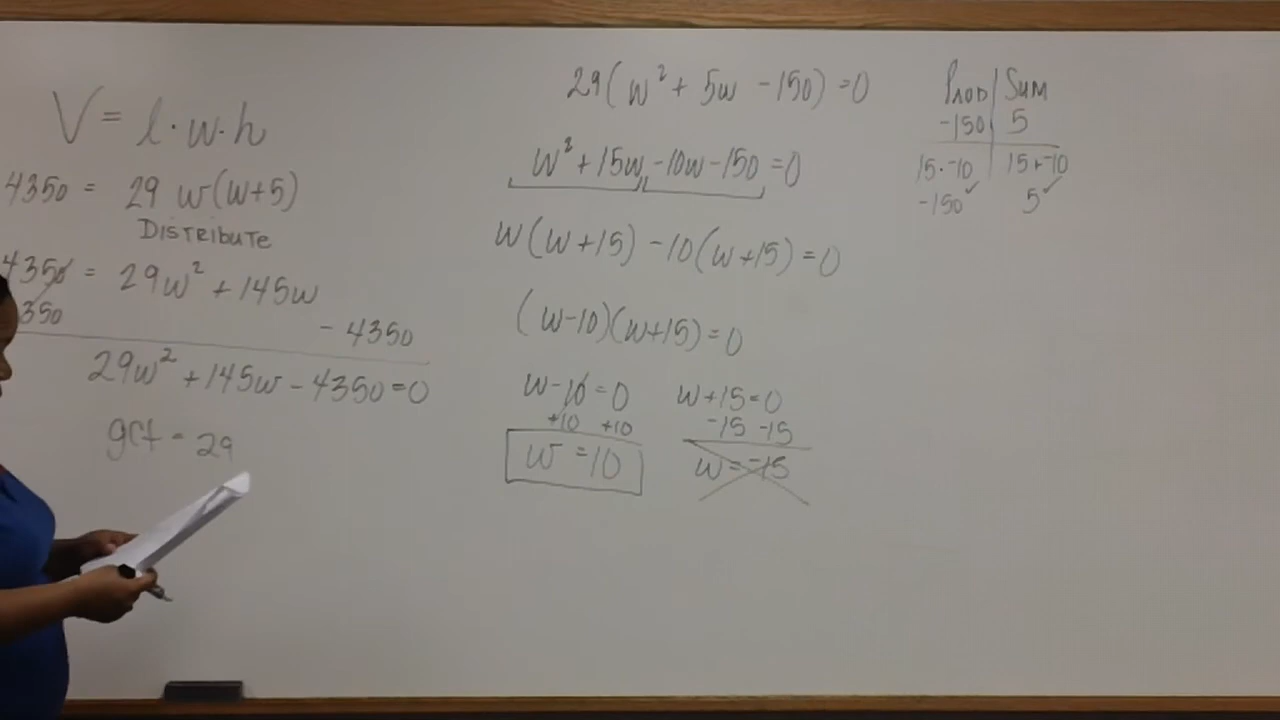 V = l · w · h
4350 = 29 w(w+5)
Distribute
4350 = 29w² + 145w
350 - 4350
29w² + 145w - 4350 = 0
gcf = 29
29(w² + 5w - 150) = 0
w² + 15w - 10w - 150 = 0
w(w+15) - 10(w+15) = 0
(w-10)(w+15) = 0
w - 10 = 0
+10 +10
w = 10
w + 15 = 0
-15 -15
w = -15
Prod | Sum
-150 | 5
15·-10 | 15+-10
-150 ✓ 5 ✓